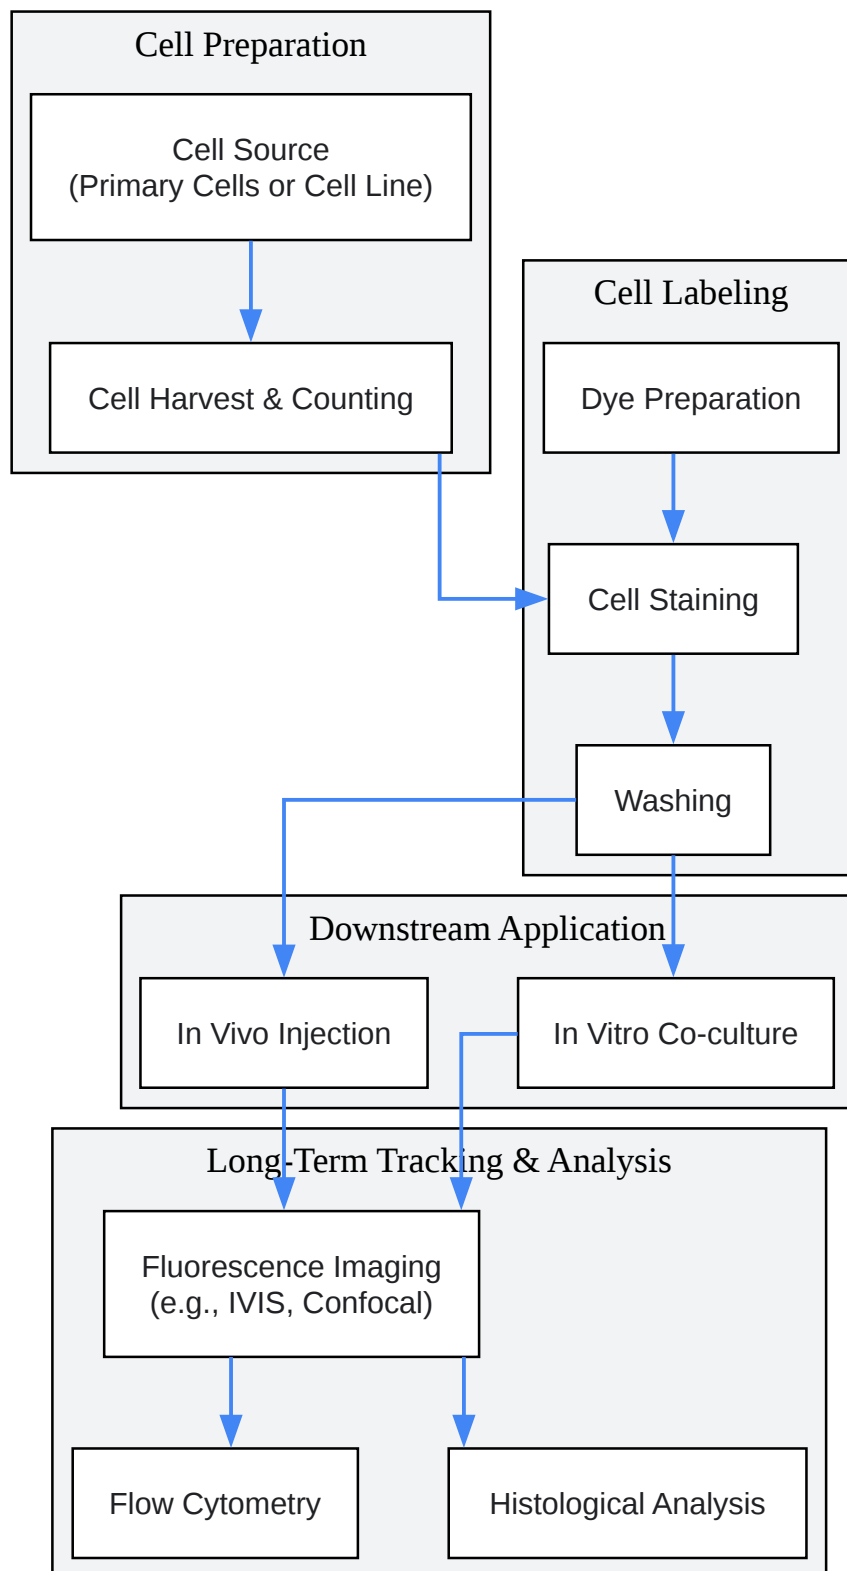 Cell Preparation
Cell Source
(Primary Cells or Cell Line)
Cell Harvest & Counting
Cell Labeling
Dye Preparation
Cell Staining
Washing
Downstream Application
In Vivo Injection
In Vitro Co-culture
Long-Term Tracking & Analysis
Fluorescence Imaging
(e.g., IVIS, Confocal)
Flow Cytometry
Histological Analysis